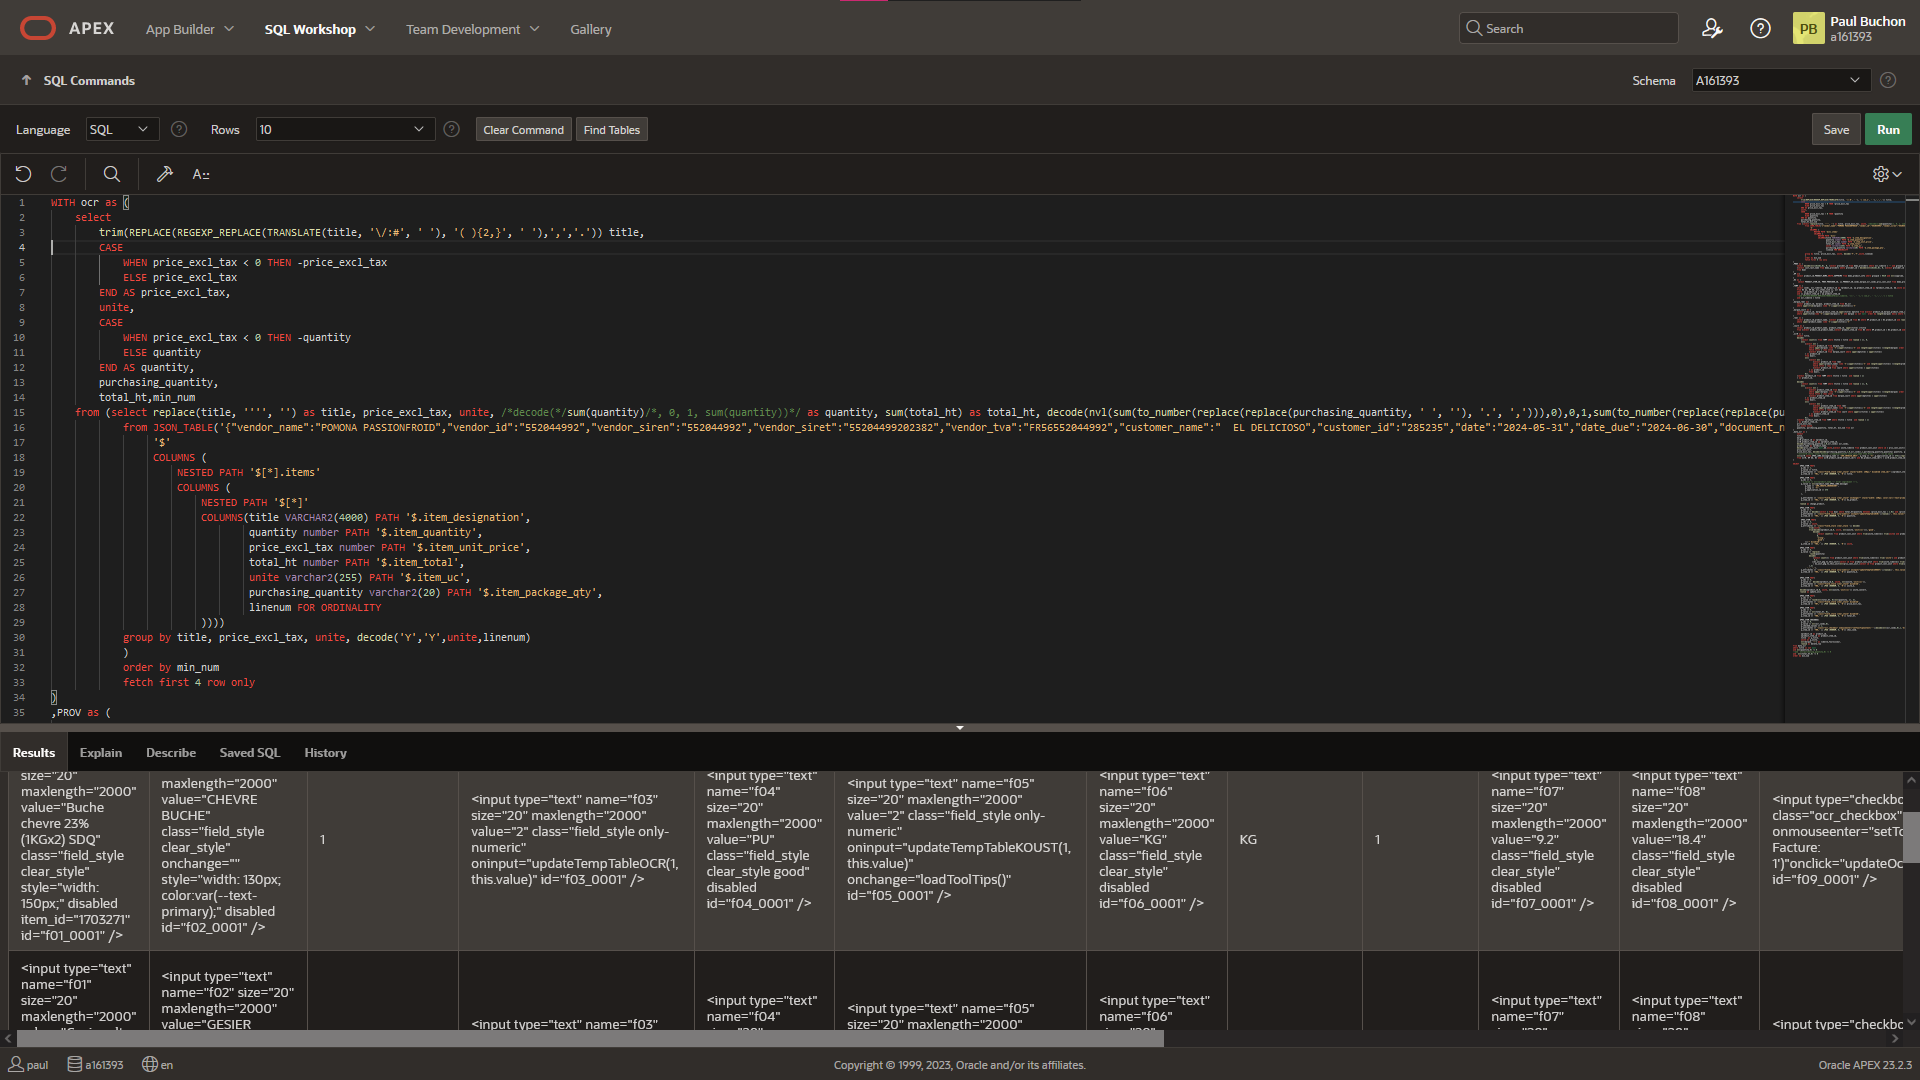 APEX
App Builder
SQL Workshop
Team Development
Gallery
Search
PB
Paul Buchon
a161393
SQL Commands
Schema
A161393
Language
SQL
Rows
10
Clear Command
Find Tables
Save
Run
1 WITH ocr as (
2 select
3 trim(REPLACE(REGEXP_REPLACE(TRANSLATE(title, '\/:#', ' '), '( ){2,}', ' '),',','.')) title,
4 CASE
5 WHEN price_excl_tax < 0 THEN -price_excl_tax
6 ELSE price_excl_tax
7 END AS price_excl_tax,
8 unite,
9 CASE
10 WHEN price_excl_tax < 0 THEN -quantity
11 ELSE quantity
12 END AS quantity,
13 purchasing_quantity,
14 total_ht,min_num
15 from (select replace(title, '''', '') as title, price_excl_tax, unite, /*decode(*/sum(quantity)/*, 0, 1, sum(quantity))*/ as quantity, sum(total_ht) as total_ht, decode(nvl(sum(to_number(replace(replace(purchasing_quantity, ' ', ''), '.', ','))),0),0,1,sum(to_number(replace(replace(pu
16 from JSON_TABLE('{"vendor_name":"POMONA PASSIONFROID","vendor_id":"552044992","vendor_siren":"552044992","vendor_siret":"55204499202382","vendor_tva":"FR56552044992","customer_name":"  EL DELICIOSO","customer_id":"285235","date":"2024-05-31","date_due":"2024-06-30","document_n
17 '$'
18 COLUMNS (
19 NESTED PATH '$[*].items'
20 COLUMNS (
21 NESTED PATH '$[*]'
22 COLUMNS(title VARCHAR2(4000) PATH '$.item_designation',
23 quantity number PATH '$.item_quantity',
24 price_excl_tax number PATH '$.item_unit_price',
25 total_ht number PATH '$.item_total',
26 unite varchar2(255) PATH '$.item_uc',
27 purchasing_quantity varchar2(20) PATH '$.item_package_qty',
28 linenum FOR ORDINALITY
29 ))))
30 group by title, price_excl_tax, unite, decode('Y','Y',unite,linenum)
31 )
32 order by min_num
33 fetch first 4 row only
34 )
35 ,PROV as (
Results
Explain
Describe
Saved SQL
History
size="20"
maxlength="2000"
value="Buche
chevre 23%
(1KGx2) SDQ"
class="field_style
clear_style"
style="width:
150px;" disabled
item_id="1703271"
id="f01_0001" />
maxlength="2000"
value="CHEVRE
BUCHE"
class="field_style
clear_style"
onchange=""
style="width: 130px;
color:var(--text-
primary);" disabled
id="f02_0001" />
1
<input type="text" name="f03"
size="20" maxlength="2000"
value="2" class="field_style only-
numeric"
oninput="updateTempTableOCR(1,
this.value)" id="f03_0001" />
<input type="text"
name="f04"
size="20"
maxlength="2000"
value="PU"
class="field_style
clear_style good"
disabled
id="f04_0001" />
<input type="text" name="f05"
size="20" maxlength="2000"
value="2" class="field_style only-
numeric"
oninput="updateTempTableKOUST(1,
this.value)"
onchange="loadToolTips()"
id="f05_0001" />
<input type="text"
name="f06"
size="20"
maxlength="2000"
value="KG"
class="field_style
clear_style"
disabled
id="f06_0001" />
KG
1
<input type="text"
name="f07"
size="20"
maxlength="2000"
value="9.2"
class="field_style
clear_style"
disabled
id="f07_0001" />
<input type="text"
name="f08"
size="20"
maxlength="2000"
value="18.4"
class="field_style
clear_style"
disabled
id="f08_0001" />
<input type="checkbo
class="ocr_checkbox"
onmouseenter="setTo
Facture:
1')"onclick="updateOc
id="f09_0001" />
<input type="text"
name="f01"
size="20"
maxlength="2000"
<input type="text"
name="f02" size="20"
maxlength="2000"
value="GESIER
<input type="text" name="f03"
<input type="text"
name="f04"
<input type="text" name="f05"
size="20" maxlength="2000"
<input type="text"
name="f06"
<input type="text"
name="f07"
<input type="text"
name="f08"
<input type="checkbo
paul
a161393
en
Copyright © 1999, 2023, Oracle and/or its affiliates.
Oracle APEX 23.2.3